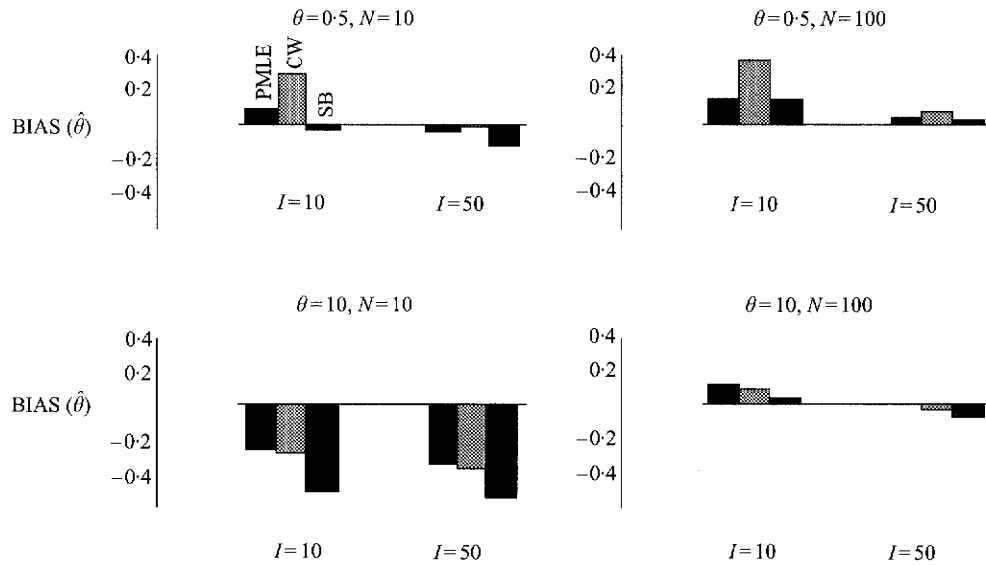 θ=0·5, N=10
0·4
0·2
BIAS (θ̂)
−0.2
−0.4
PMLE
CW
SB
I=10
I=50
θ=0·5, N=100
0·4
0·2
−0.2
−0.4
I=10
I=50
θ=10, N=10
0·4
0·2
BIAS (θ̂)
−0.2
−0.4
I=10
I=50
θ=10, N=100
0·4
0·2
−0.2
−0.4
I=10
I=50